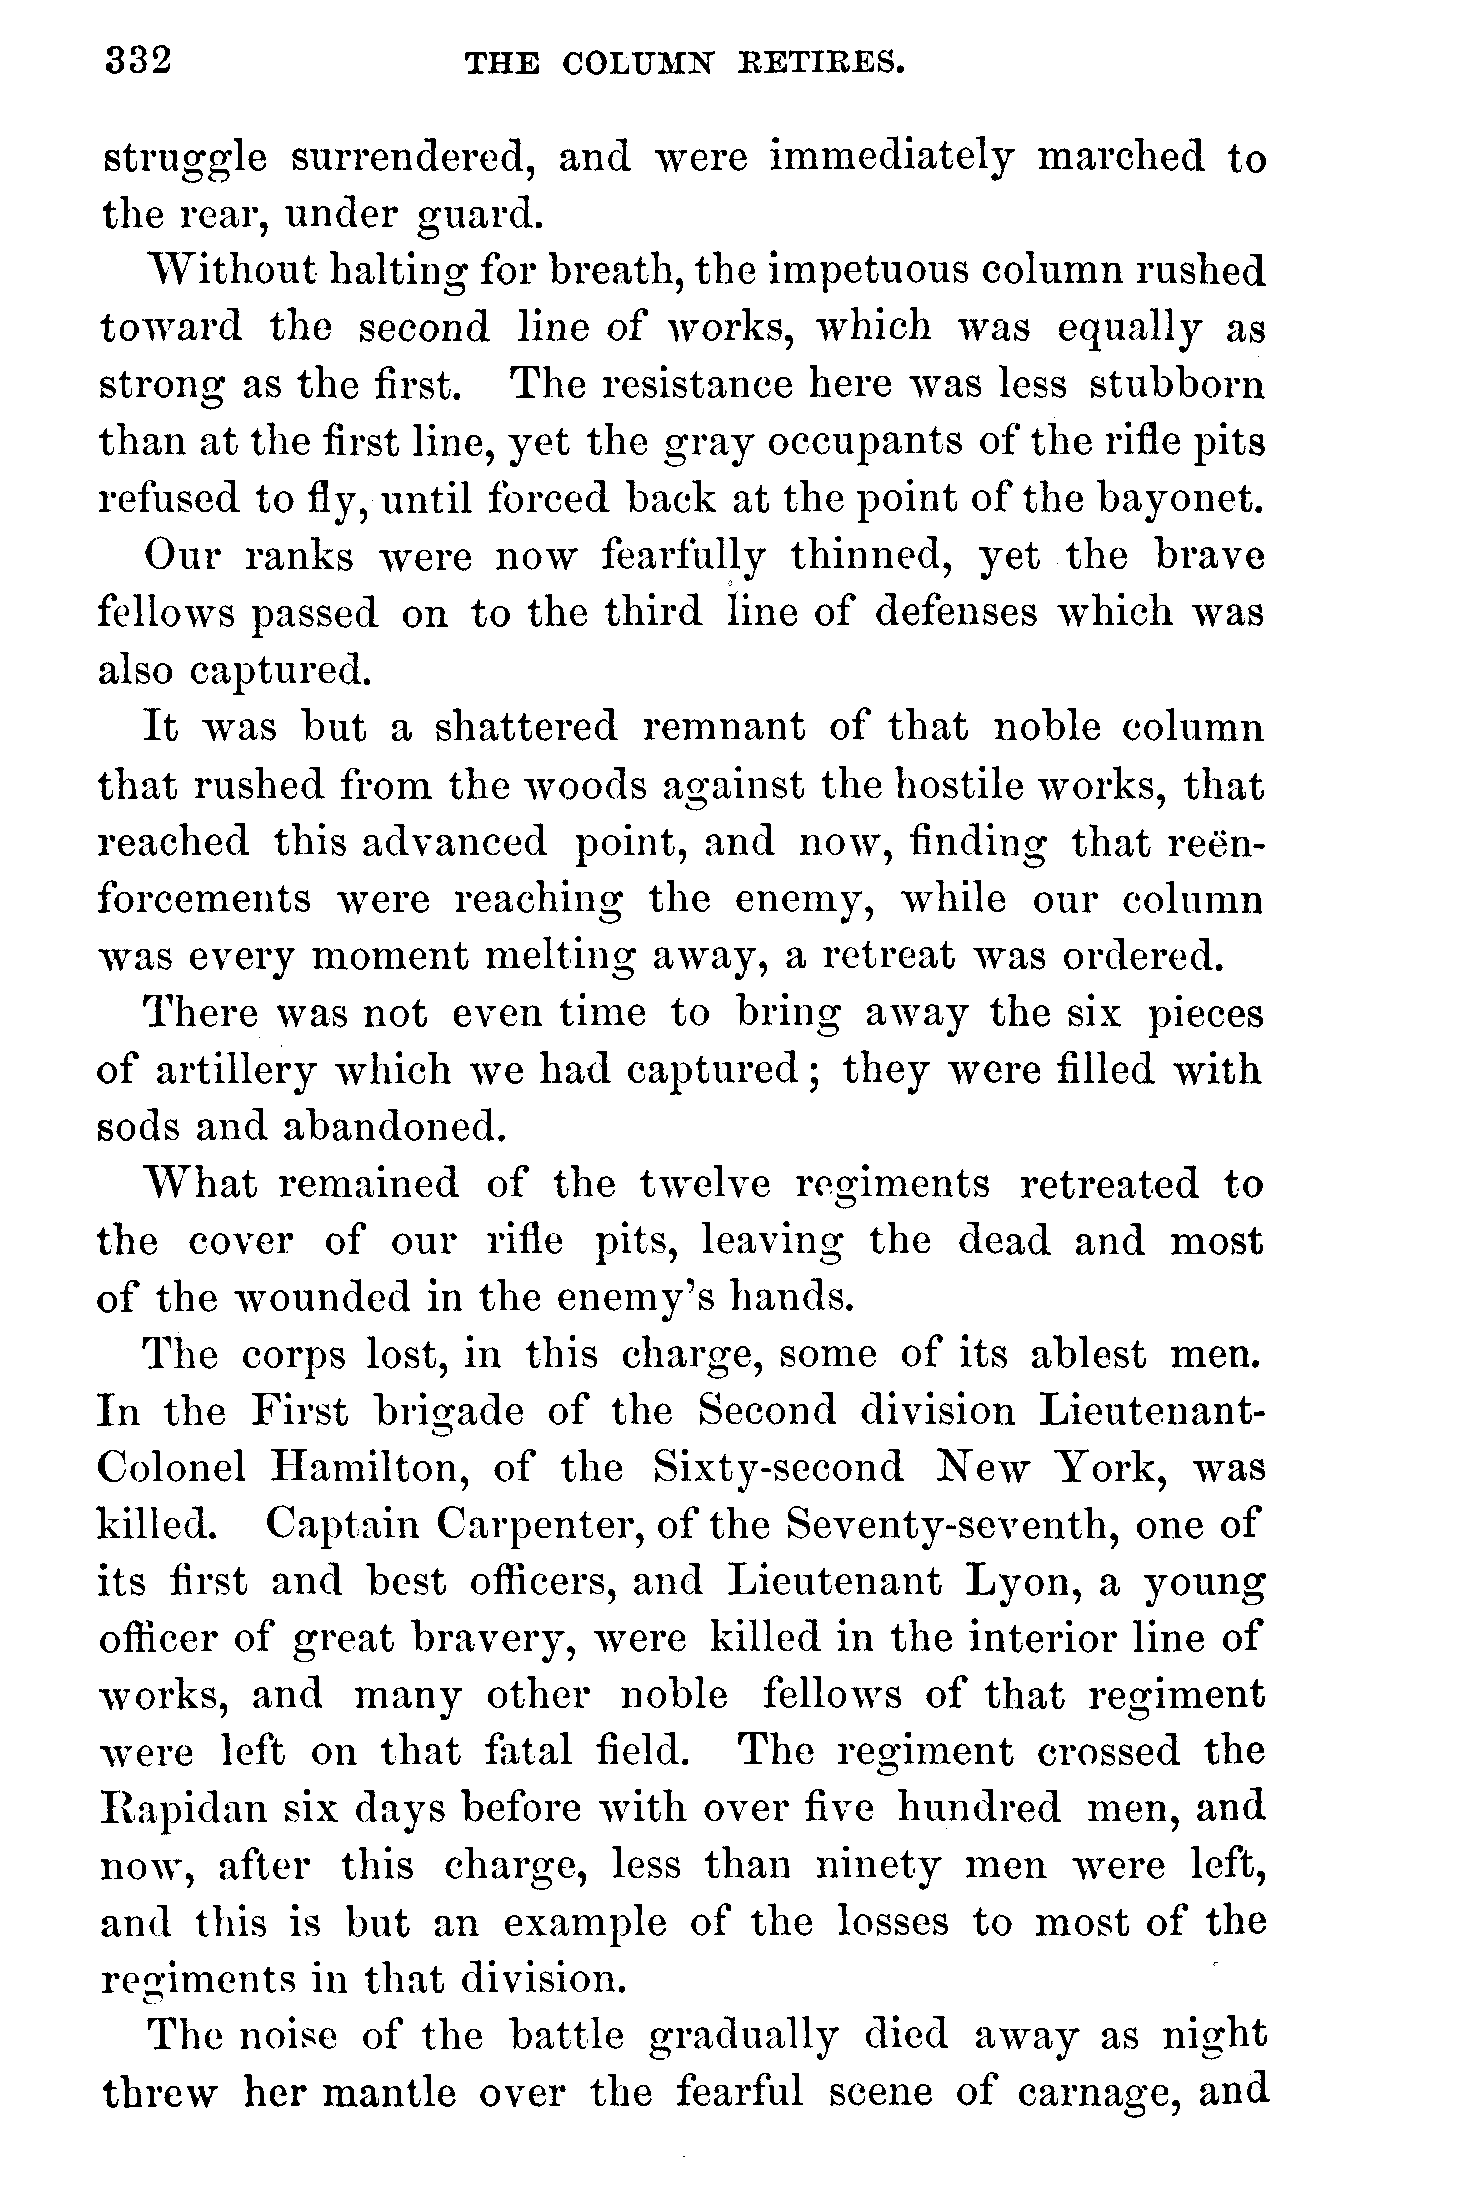 332 THE COLUMN RETIRES.
struggle surrendered, and were immediately marched to
the rear, under guard.
Without halting for breath, the impetuous column rushed
toward the second line of works, which was equally as
strong as the first. The resistance here was less stubborn
than at the first line, yet the gray occupants of the rifle pits
refused to fly, until forced back at the point of the bayonet.
Our ranks were now fearfully thinned, yet the brave
fellows passed on to the third line of defenses which was
also captured.
It was but a shattered remnant of that noble column
that rushed from the woods against the hostile works, that
reached this advanced point, and now, finding that reën-
forcements were reaching the enemy, while our column
was every moment melting away, a retreat was ordered.
There was not even time to bring away the six pieces
of artillery which we had captured; they were filled with
sods and abandoned.
What remained of the twelve regiments retreated to
the cover of our rifle pits, leaving the dead and most
of the wounded in the enemy's hands.
The corps lost, in this charge, some of its ablest men.
In the First brigade of the Second division Lieutenant-
Colonel Hamilton, of the Sixty-second New York, was
killed. Captain Carpenter, of the Seventy-seventh, one of
its first and best officers, and Lieutenant Lyon, a young
officer of great bravery, were killed in the interior line of
works, and many other noble fellows of that regiment
were left on that fatal field. The regiment crossed the
Rapidan six days before with over five hundred men, and
now, after this charge, less than ninety men were left,
and this is but an example of the losses to most of the
regiments in that division.
The noise of the battle gradually died away as night
threw her mantle over the fearful scene of carnage, and